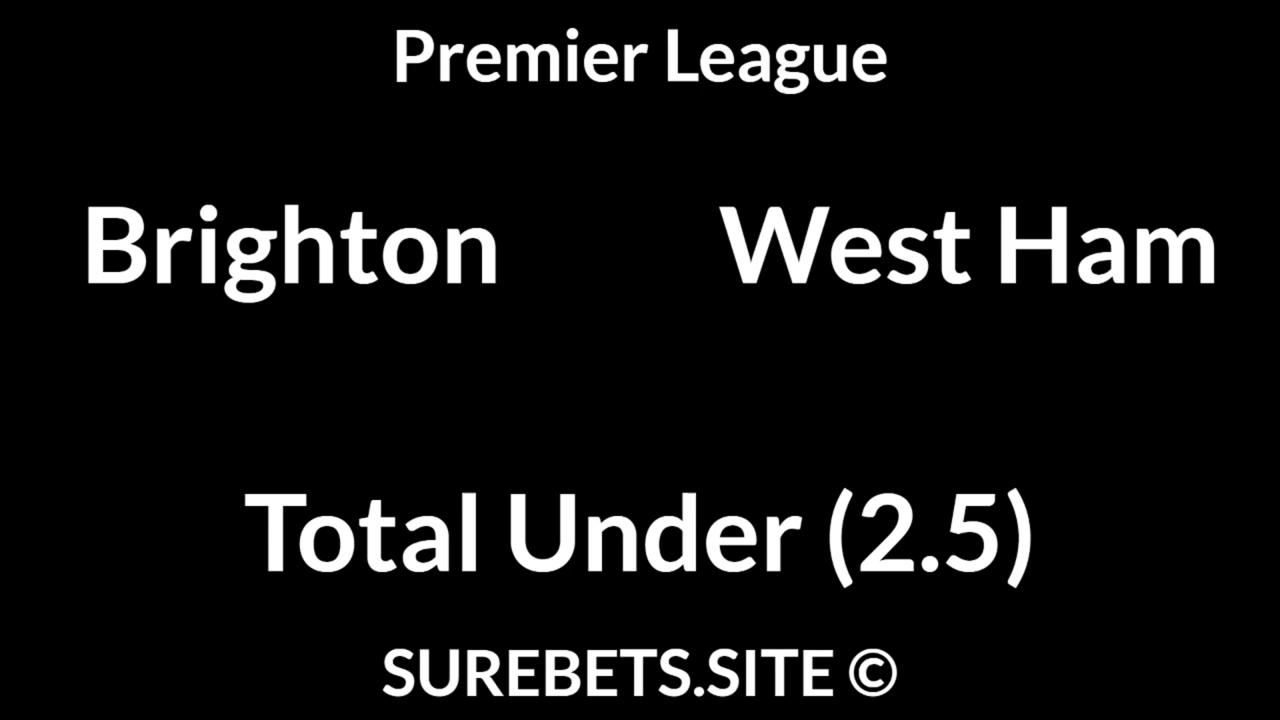 Premier League
Brighton West Ham
Total Under (2.5)
SUREBETS.SITE ©